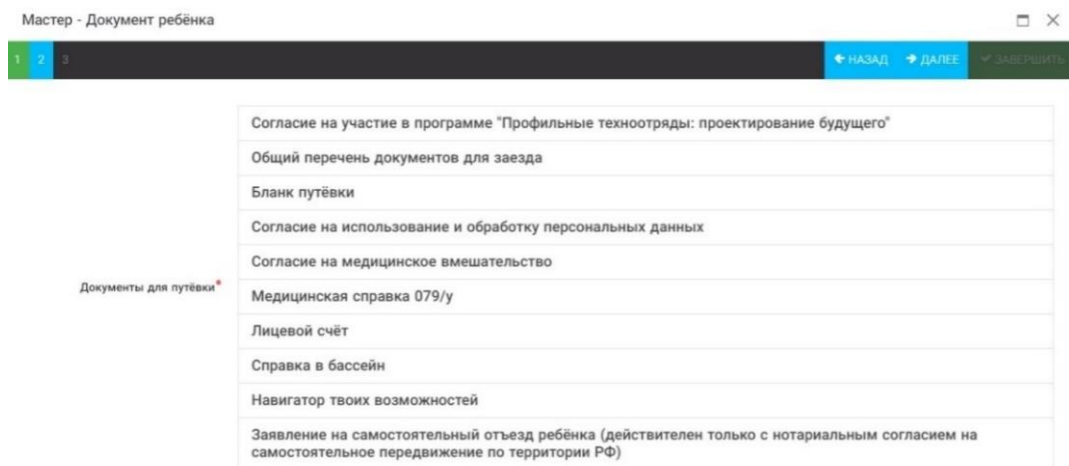 Мастер - Документ ребёнка
1 2 3 НАЗАД ДАЛЕЕ ЗАВЕРШИТЬ
Согласие на участие в программе "Профильные техноотряды: проектирование будущего"
Общий перечень документов для заезда
Бланк путёвки
Согласие на использование и обработку персональных данных
Согласие на медицинское вмешательство
Документы для путёвки*
Медицинская справка 079/у
Лицевой счёт
Справка в бассейн
Навигатор твоих возможностей
Заявление на самостоятельный отъезд ребёнка (действителен только с нотариальным согласием на
самостоятельное передвижение по территории РФ)